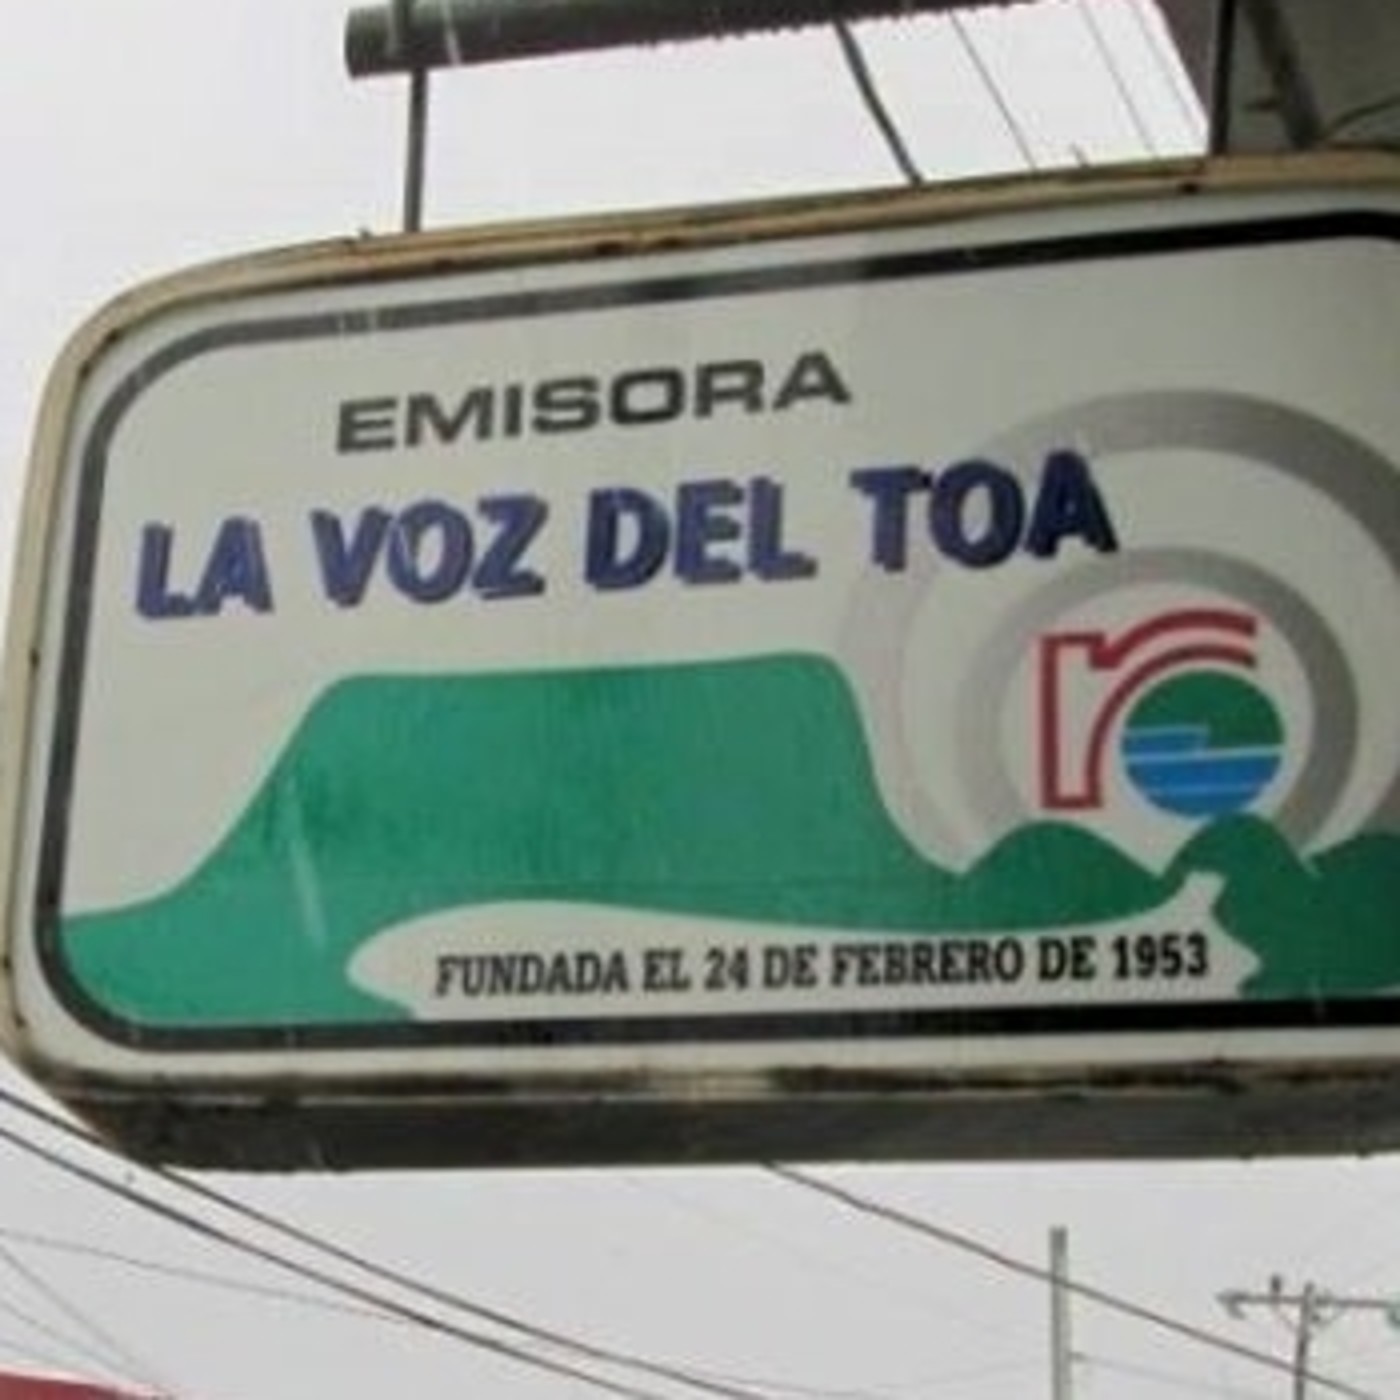 EMISORA
LA VOZ DEL TOA
r
FUNDADA EL 24 DE FEBRERO DE 1953